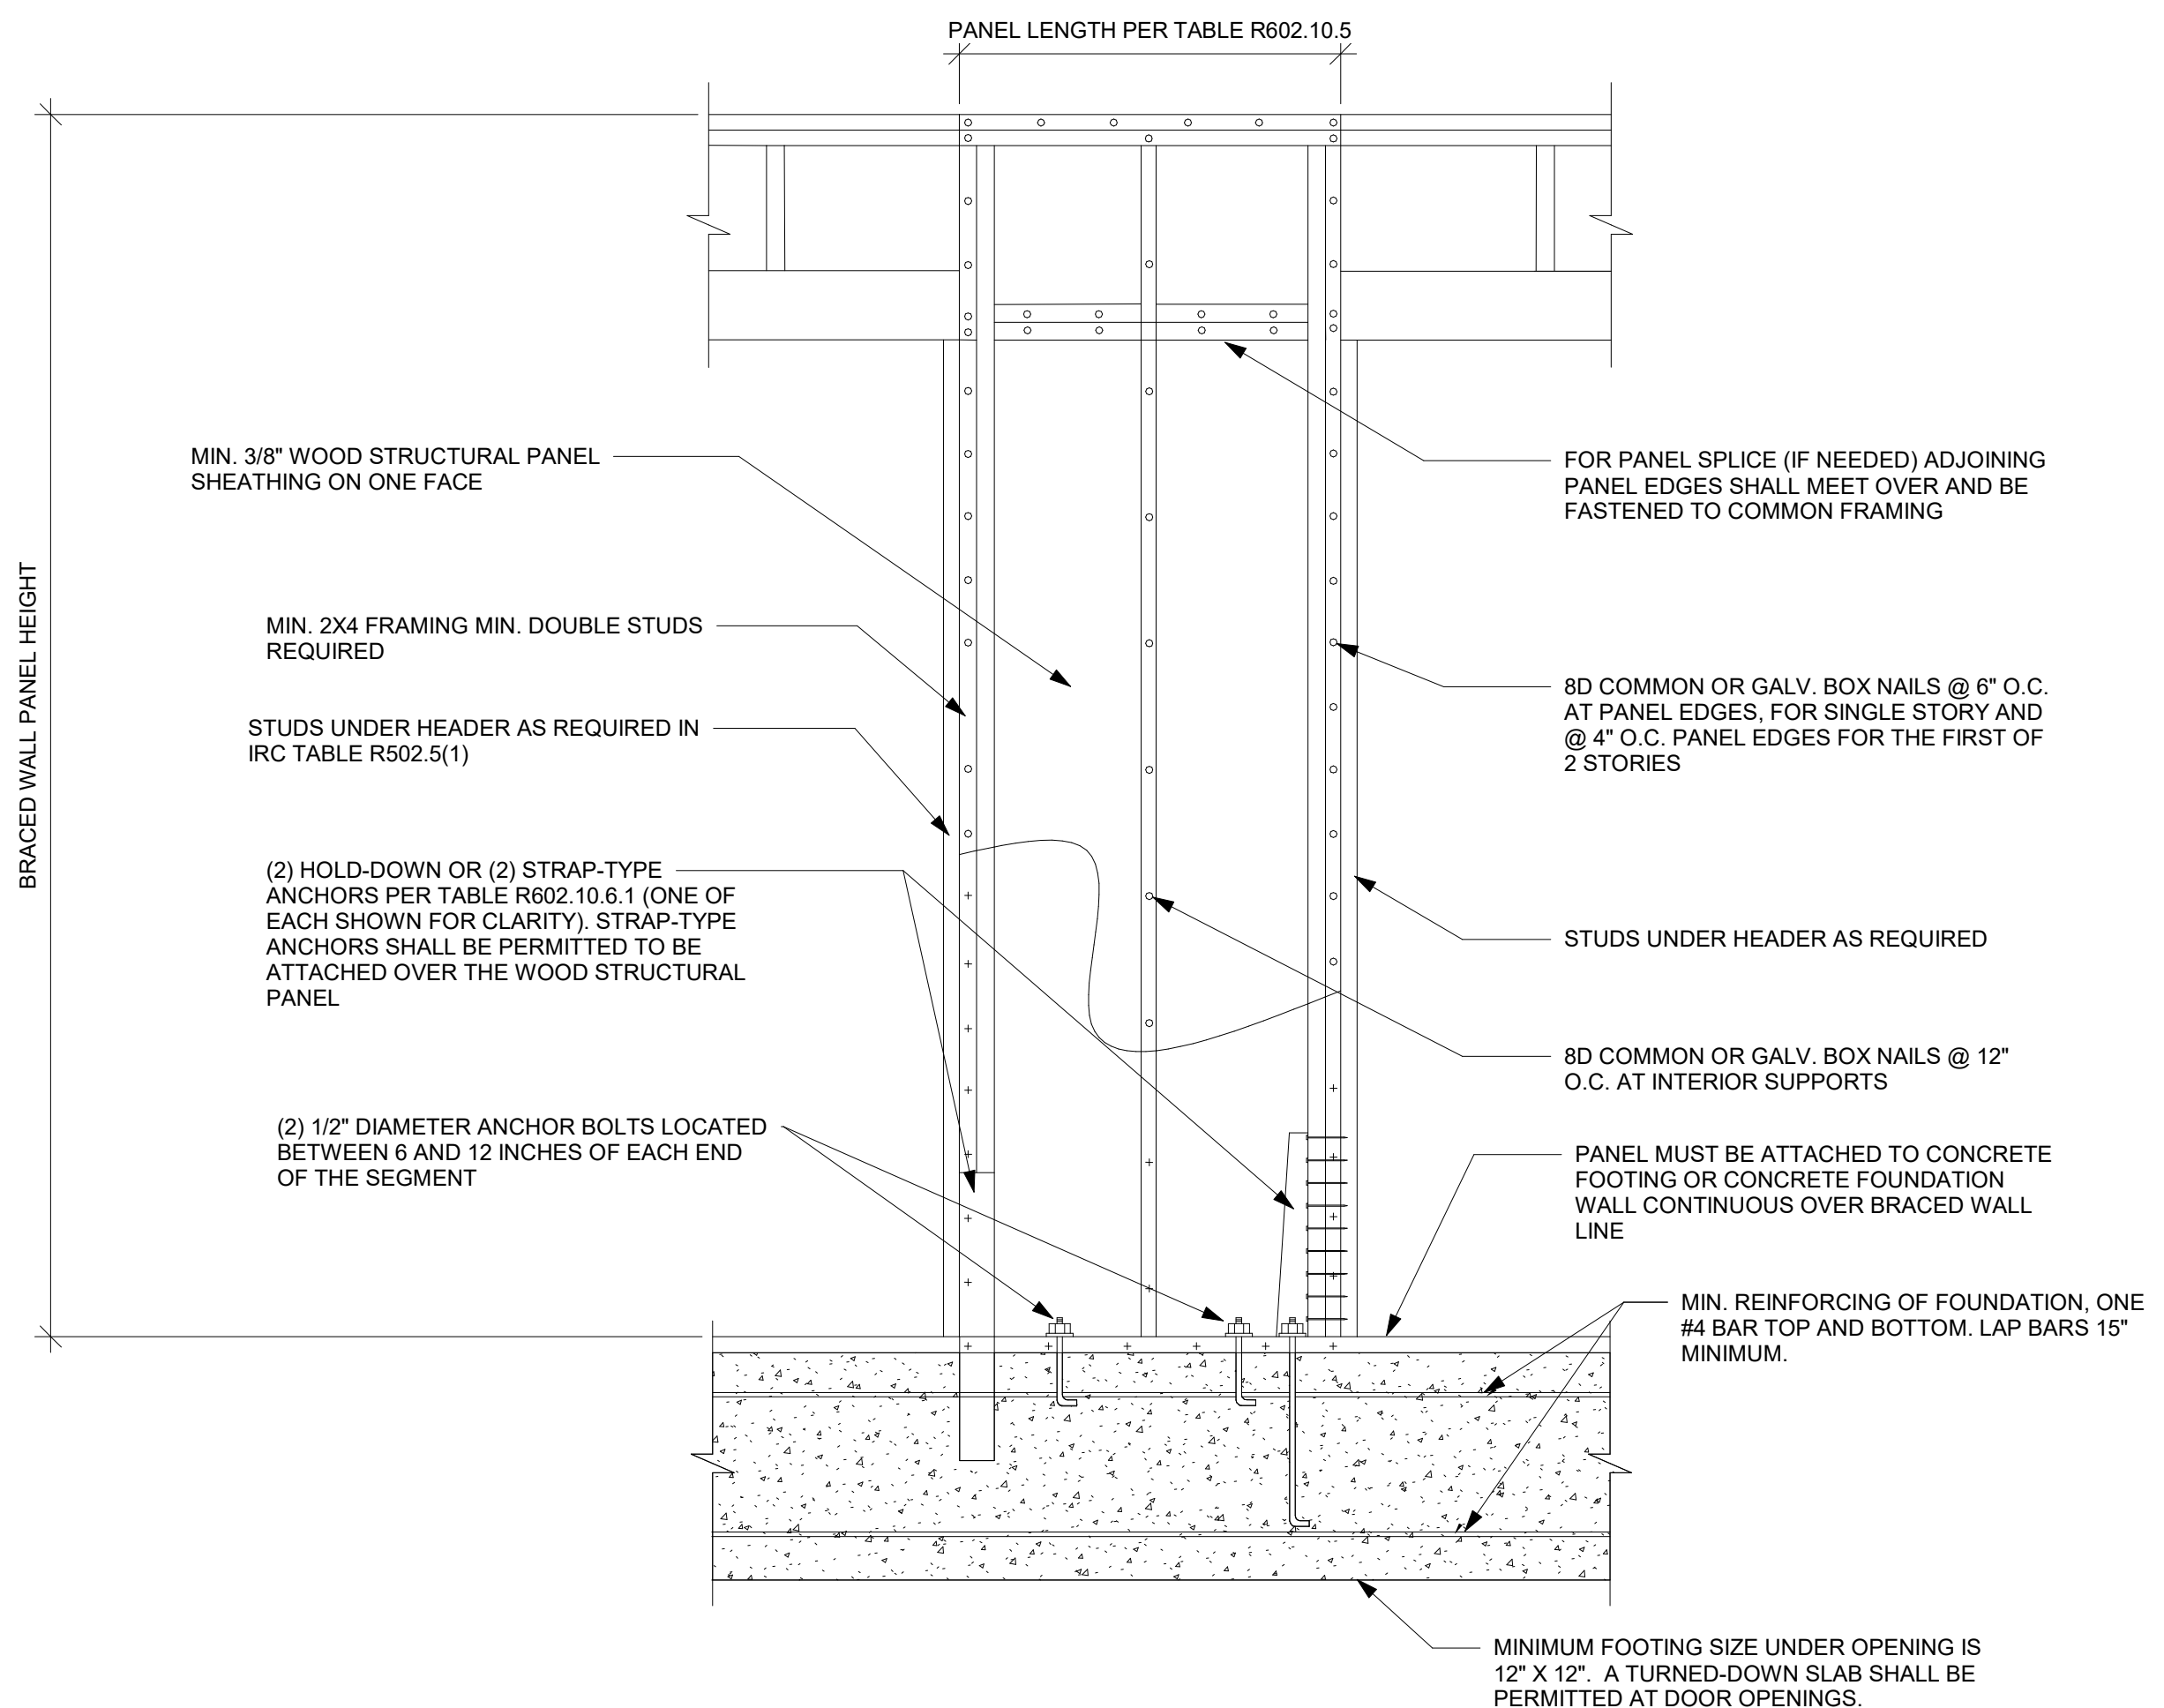 PANEL LENGTH PER TABLE R602.10.5
BRACED WALL PANEL HEIGHT
MIN. 3/8" WOOD STRUCTURAL PANEL
SHEATHING ON ONE FACE
MIN. 2X4 FRAMING MIN. DOUBLE STUDS
REQUIRED
STUDS UNDER HEADER AS REQUIRED IN
IRC TABLE R502.5(1)
(2) HOLD-DOWN OR (2) STRAP-TYPE
ANCHORS PER TABLE R602.10.6.1 (ONE OF
EACH SHOWN FOR CLARITY). STRAP-TYPE
ANCHORS SHALL BE PERMITTED TO BE
ATTACHED OVER THE WOOD STRUCTURAL
PANEL
(2) 1/2" DIAMETER ANCHOR BOLTS LOCATED
BETWEEN 6 AND 12 INCHES OF EACH END
OF THE SEGMENT
FOR PANEL SPLICE (IF NEEDED) ADJOINING
PANEL EDGES SHALL MEET OVER AND BE
FASTENED TO COMMON FRAMING
8D COMMON OR GALV. BOX NAILS @ 6" O.C.
AT PANEL EDGES, FOR SINGLE STORY AND
@ 4" O.C. PANEL EDGES FOR THE FIRST OF
2 STORIES
STUDS UNDER HEADER AS REQUIRED
8D COMMON OR GALV. BOX NAILS @ 12"
O.C. AT INTERIOR SUPPORTS
PANEL MUST BE ATTACHED TO CONCRETE
FOOTING OR CONCRETE FOUNDATION
WALL CONTINUOUS OVER BRACED WALL
LINE
MIN. REINFORCING OF FOUNDATION, ONE
#4 BAR TOP AND BOTTOM. LAP BARS 15"
MINIMUM.
MINIMUM FOOTING SIZE UNDER OPENING IS
12" X 12". A TURNED-DOWN SLAB SHALL BE
PERMITTED AT DOOR OPENINGS.